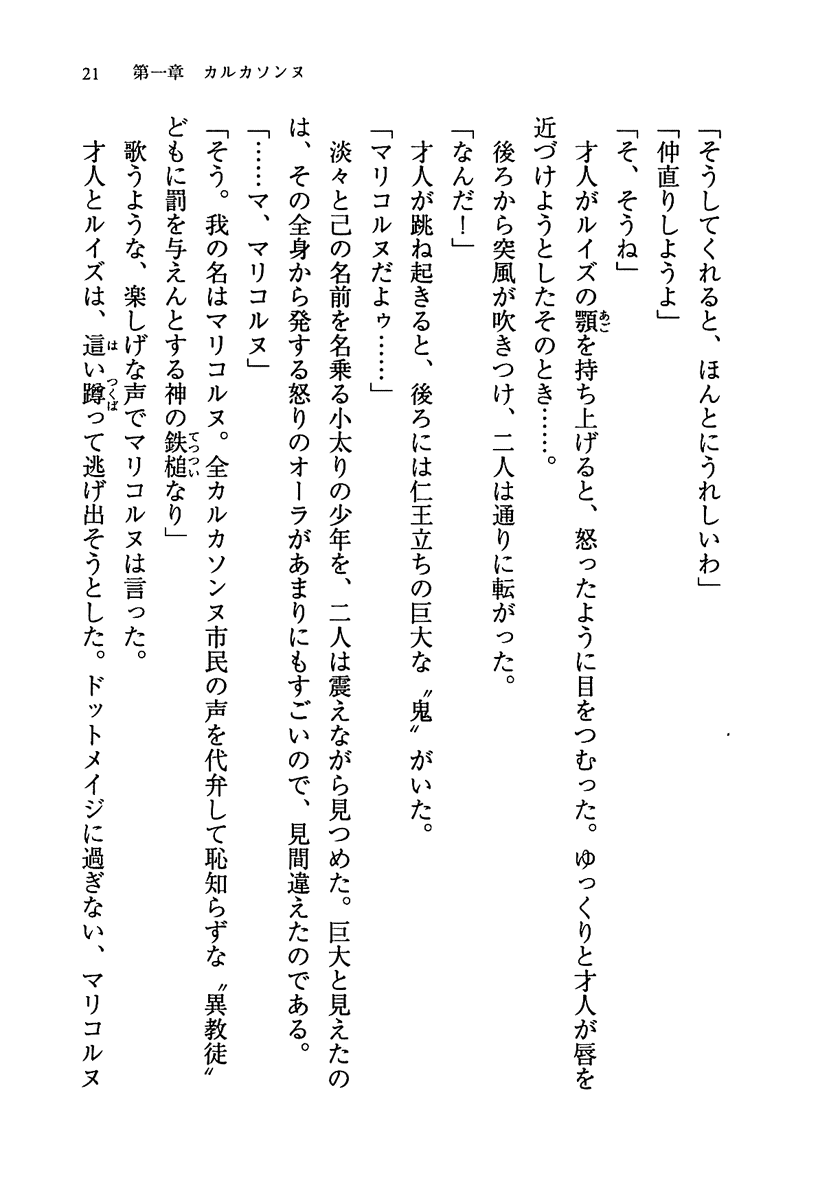 21　第一章　カルカソンヌ
「そうしてくれると、ほんとにうれしいわ」
「仲直りしようよ」
「そ、そうね」
才人がルイズの顎を持ち上げると、怒ったように目をつむった。ゆっくりと才人が唇を
近づけようとしたそのとき……。
後ろから突風が吹きつけ、二人は通りに転がった。
「なんだ！」
才人が跳ね起きると、後ろには仁王立ちの巨大な〝鬼〟がいた。
「マリコルヌだよゥ……」
淡々と己の名前を名乗る小太りの少年を、二人は震えながら見つめた。巨大と見えたの
は、その全身から発する怒りのオーラがあまりにもすごいので、見間違えたのである。
「……マ、マリコルヌ」
「そう。我の名はマリコルヌ。全カルカソンヌ市民の声を代弁して恥知らずな〝異教徒〟
どもに罰を与えんとする神の鉄槌なり」
歌うような、楽しげな声でマリコルヌは言った。
才人とルイズは、這い蹲って逃げ出そうとした。ドットメイジに過ぎない、マリコルヌ